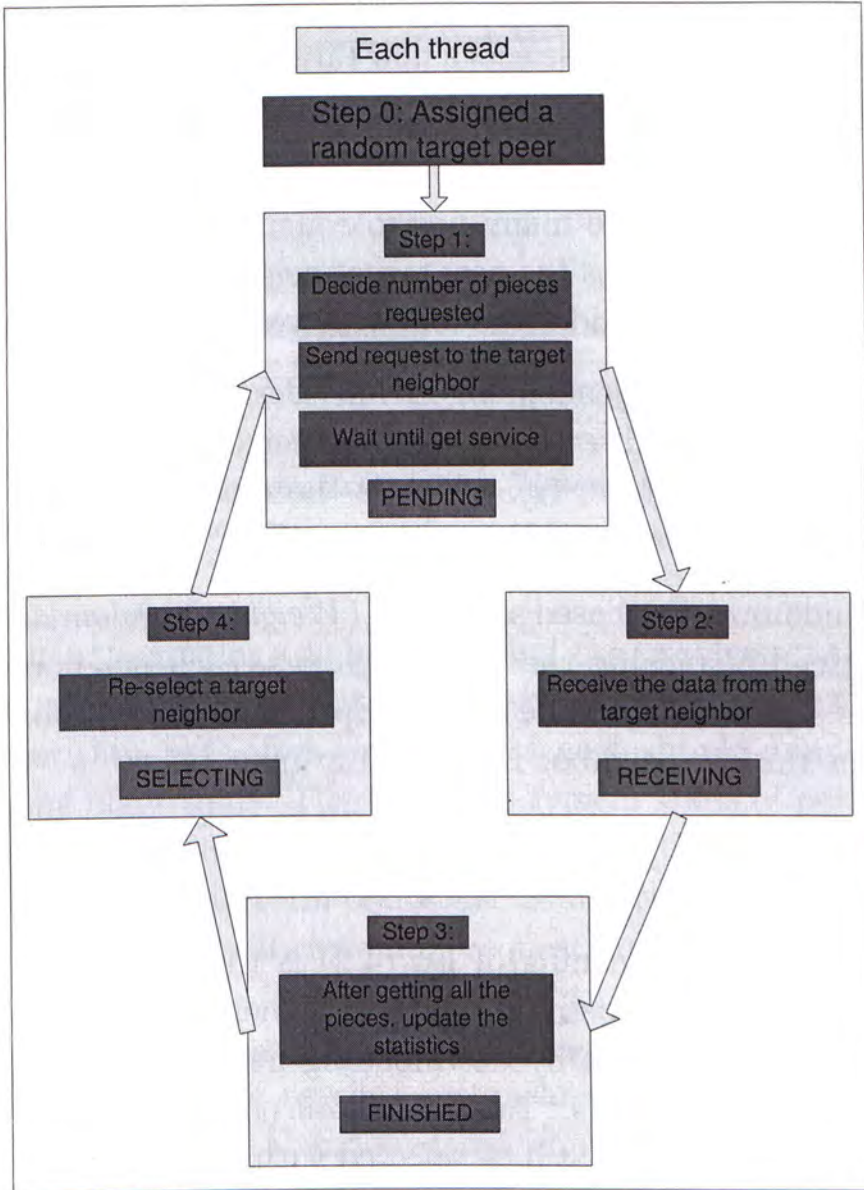 Each thread
Step 0: Assigned a
random target peer
Step 1:
Decide number of pieces
requested
Send request to the target
neighbor
Wait until get service
PENDING
Step 2:
Receive the data from the
target neighbor
RECEIVING
Step 3:
After getting all the
pieces, update the
statistics
FINISHED
Step 4:
Re-select a target
neighbor
SELECTING